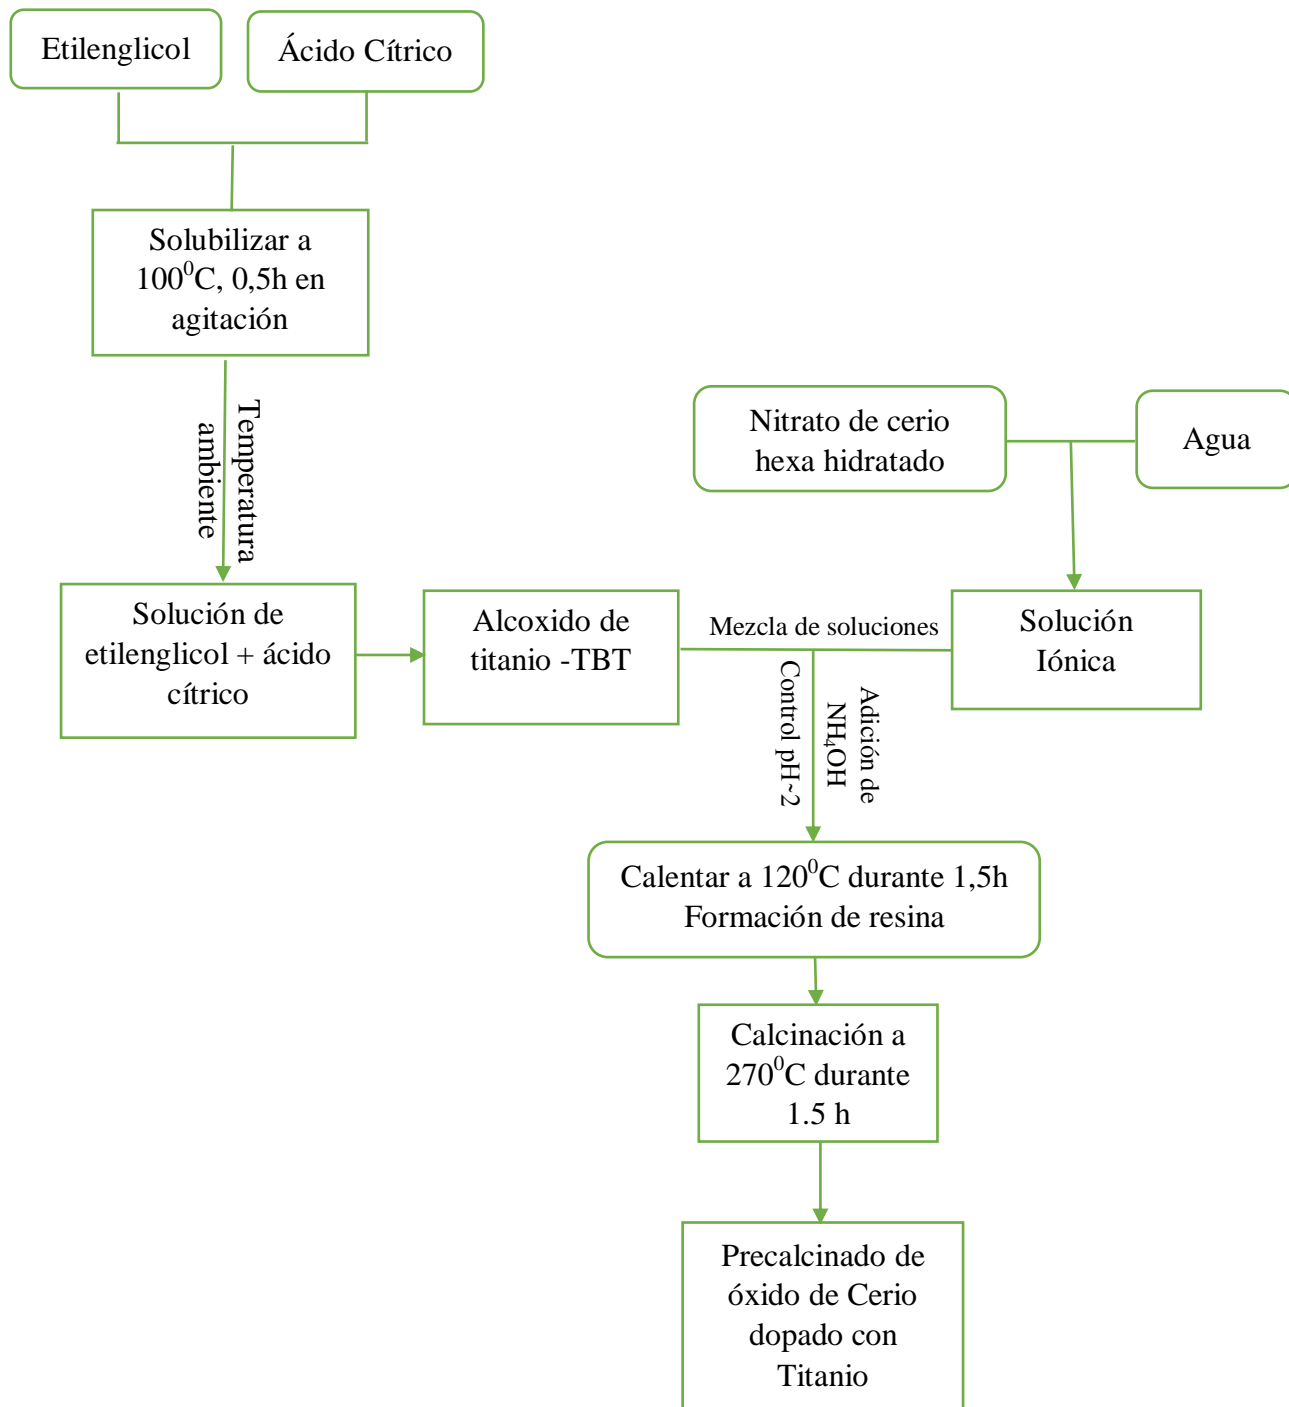 Etilenglicol
Ácido Cítrico
Solubilizar a
100⁰C, 0,5h en
agitación
Temperatura
ambiente
Nitrato de cerio
hexa hidratado
Agua
Solución de
etilenglicol + ácido
cítrico
Alcoxido de
titanio -TBT
Mezcla de soluciones
Solución
Iónica
Adición de
NH₄OH
Control pH~2
Calentar a 120⁰C durante 1,5h
Formación de resina
Calcinación a
270⁰C durante
1.5 h
Precalcinado de
óxido de Cerio
dopado con
Titanio